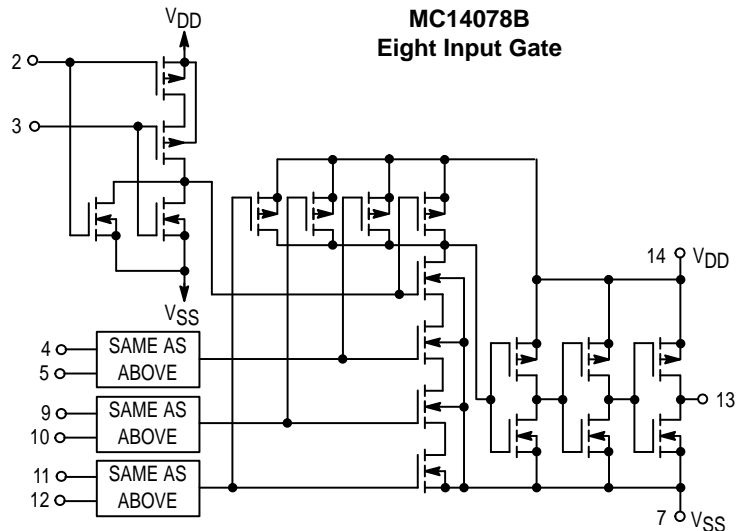 MC14078B
Eight Input Gate
VDD
2
3
VSS
14 VDD
4
5
SAME AS
ABOVE
9
10
SAME AS
ABOVE
11
12
SAME AS
ABOVE
13
7 VSS